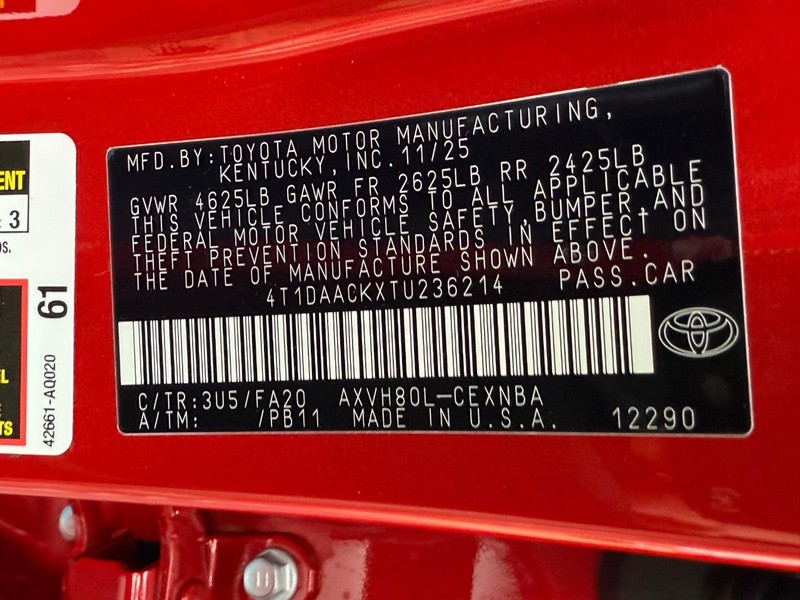 MFD.BY:TOYOTA MOTOR MANUFACTURING,
KENTUCKY,INC.11/25
GVWR 4625LB GAWR FR 2625LB RR 2425LB
THIS VEHICLE CONFORMS TO ALL APPLICABLE
FEDERAL MOTOR VEHICLE SAFETY,BUMPER,AND
THEFT PREVENTION STANDARDS IN EFFECT ON
THE DATE OF MANUFACTURE SHOWN ABOVE.
4T1DAACKXTU236214 PASS.CAR
C/TR:3U5/FA20 AXVH80L-CEXNBA
A/TM: /PB11 MADE IN U.S.A. 12290
3
61
42661-AQ020